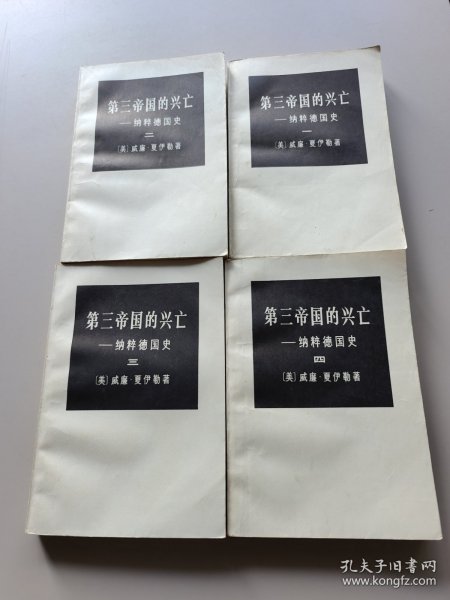 第三帝国的兴亡
——纳粹德国史
二
〔美〕威廉·夏伊勒著
第三帝国的兴亡
——纳粹德国史
一
〔美〕威廉·夏伊勒著
第三帝国的兴亡
——纳粹德国史
三
〔美〕威廉·夏伊勒著
第三帝国的兴亡
——纳粹德国史
四
〔美〕威廉·夏伊勒著
孔夫子旧书网
www.kongfz.com